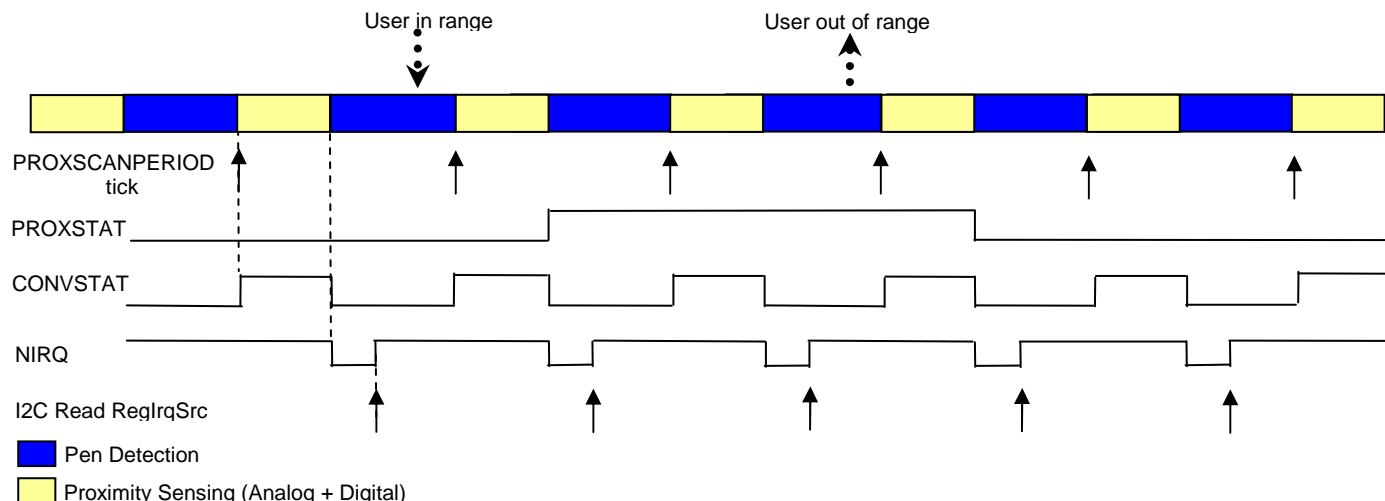 User in range
User out of range
PROXSCANPERIOD
tick
PROXSTAT
CONVSTAT
NIRQ
I2C Read RegIrqSrc
Pen Detection
Proximity Sensing (Analog + Digital)